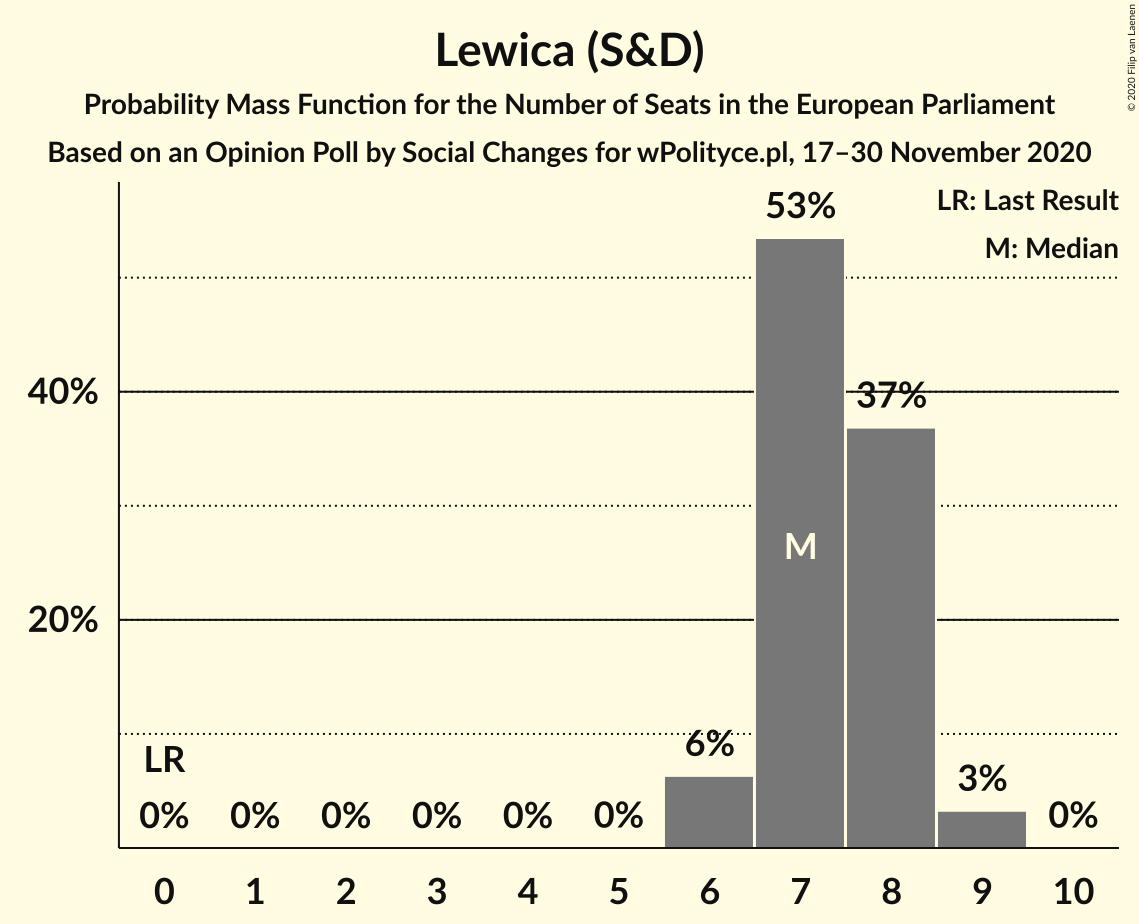 Lewica (S&D)
Probability Mass Function for the Number of Seats in the European Parliament
Based on an Opinion Poll by Social Changes for wPolityce.pl, 17–30 November 2020
© 2020 Filip van Laenen
LR: Last Result
M: Median
53%
40%
37%
M
20%
LR
6%
3%
0% 0% 0% 0% 0% 0% 0%
0 1 2 3 4 5 6 7 8 9 10